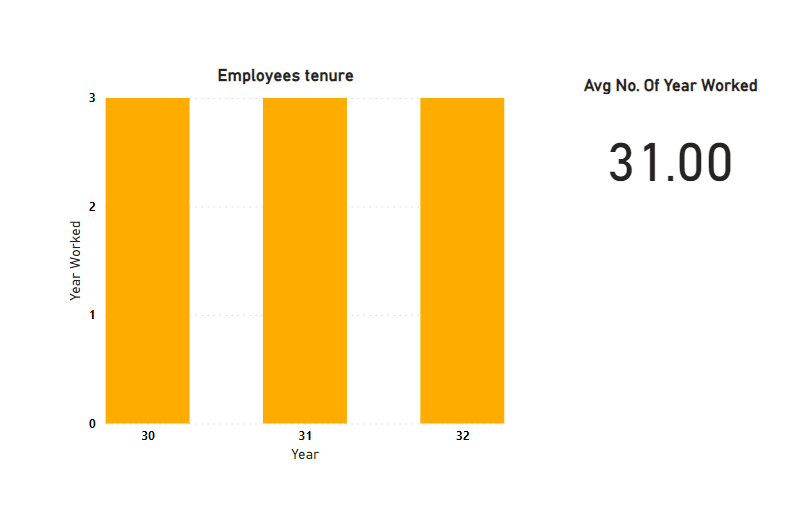 Employees tenure
Avg No. Of Year Worked
31.00
3
2
1
0
Year Worked
30 31 32
Year